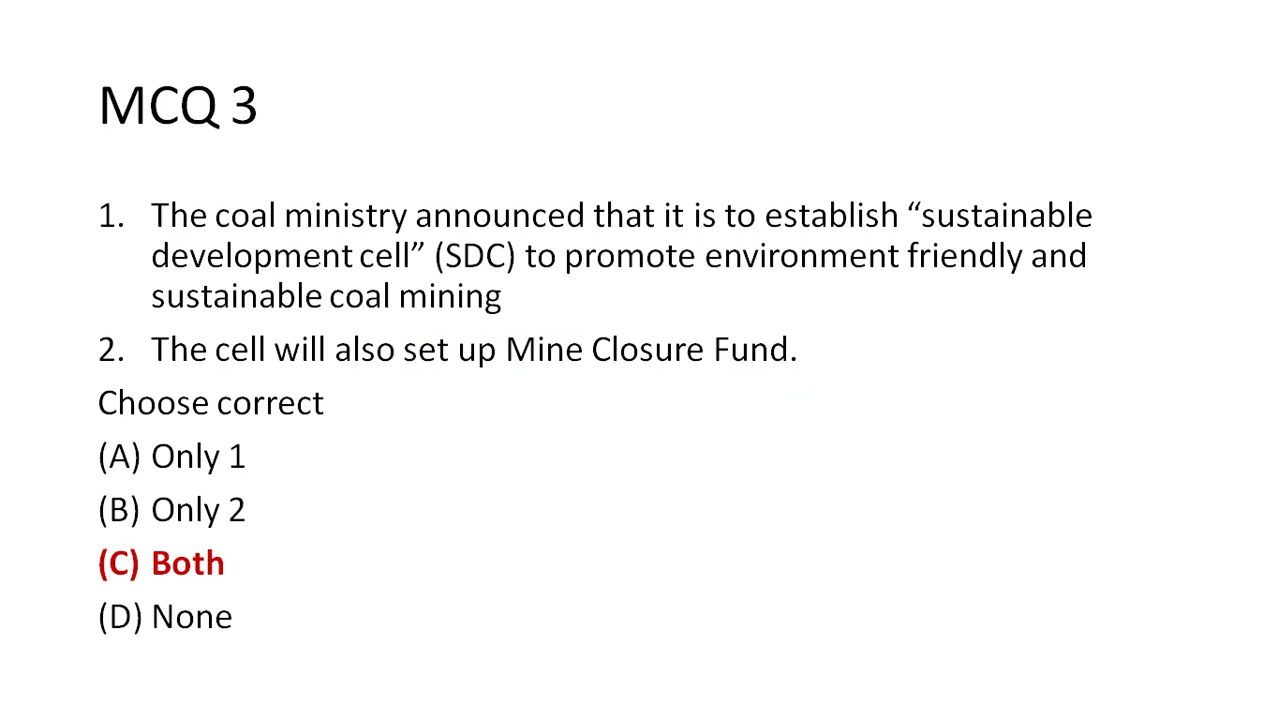 MCQ 3
1. The coal ministry announced that it is to establish “sustainable
development cell” (SDC) to promote environment friendly and
sustainable coal mining
2. The cell will also set up Mine Closure Fund.
Choose correct
(A) Only 1
(B) Only 2
(C) Both
(D) None